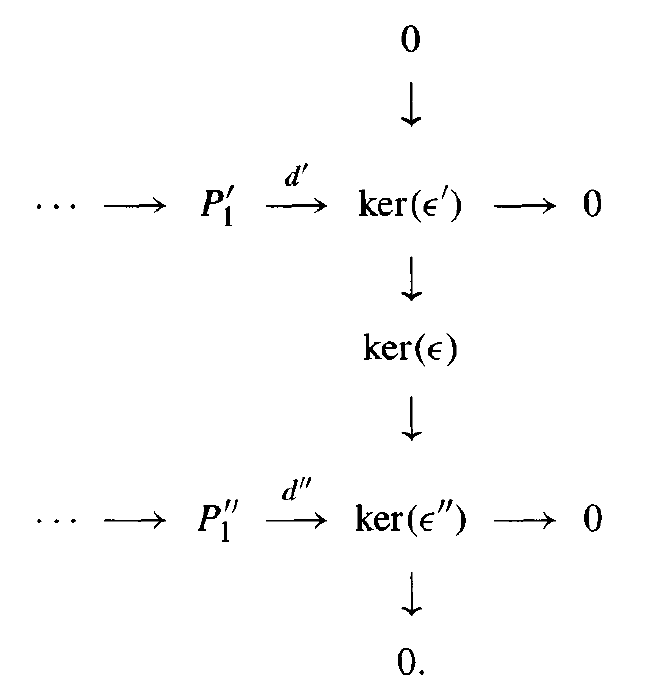 0
↓
d′
⋯ ⟶ P′₁ ⟶ ker(ϵ′) ⟶ 0
↓
ker(ϵ)
↓
d″
⋯ ⟶ P″₁ ⟶ ker(ϵ″) ⟶ 0
↓
0.